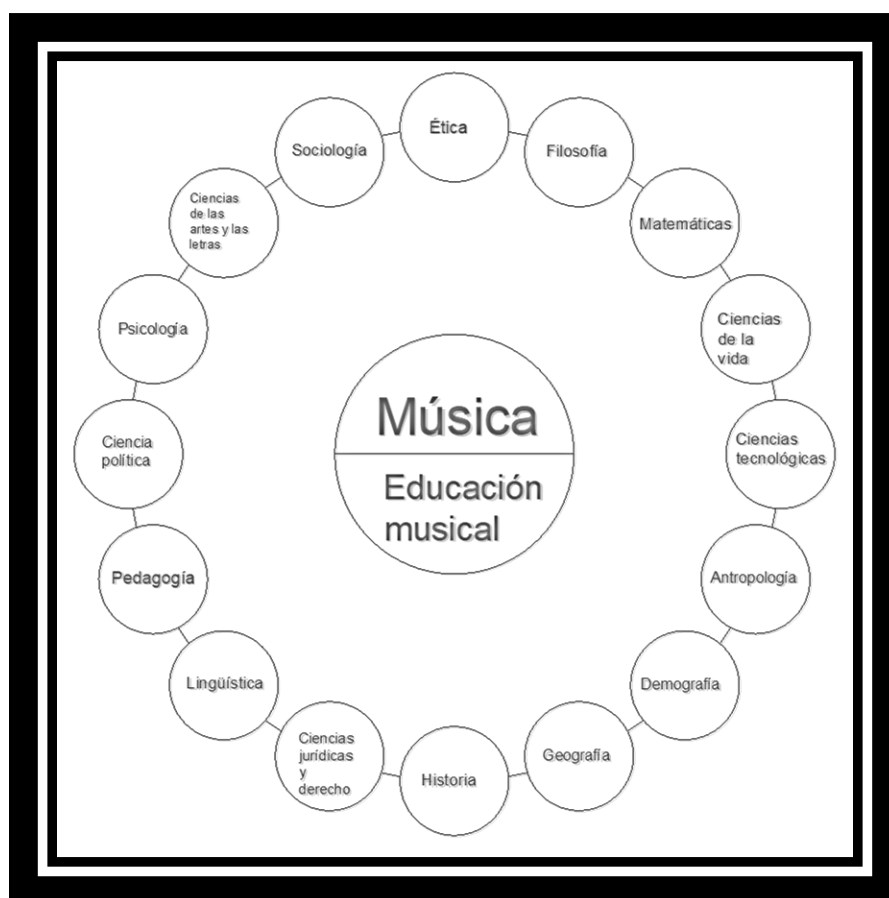 Ética
Filosofía
Matemáticas
Ciencias
de la
vida
Ciencias
tecnológicas
Antropología
Demografía
Geografía
Historia
Ciencias
jurídicas
y
derecho
Lingüística
Pedagogía
Ciencia
política
Psicología
Ciencias
de las
artes y las
letras
Sociología
Música
Educación
musical